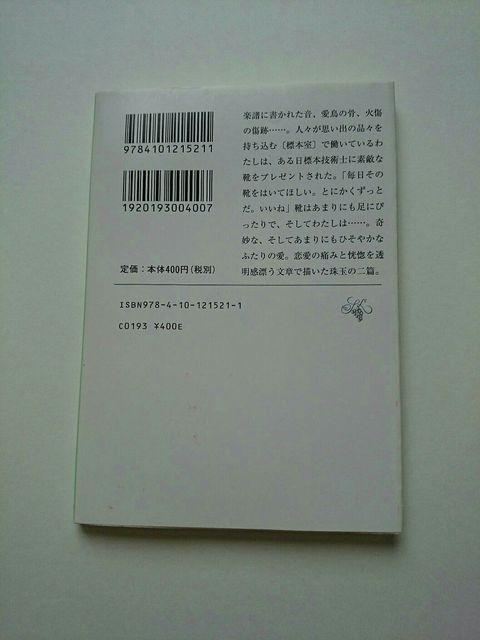 9784101215211
1920193004007
定価:本体400円(税別)
ISBN978-4-10-121521-1
C0193 ¥400E
楽譜に書かれた音、愛鳥の骨、火傷
の傷跡……。人々が思い出の品々を
持ち込む〔標本室〕で働いているわ
たしは、ある日標本技術士に素敵な
靴をプレゼントされた。「毎日その
靴をはいてほしい。とにかくずっと
だ。いいね」靴はあまりにも足にぴ
ったりで、そしてわたしは……。奇
妙な、そしてあまりにもひそやかな
ふたりの愛。恋愛の痛みと恍惚を透
明感漂う文章で描いた珠玉の二篇。